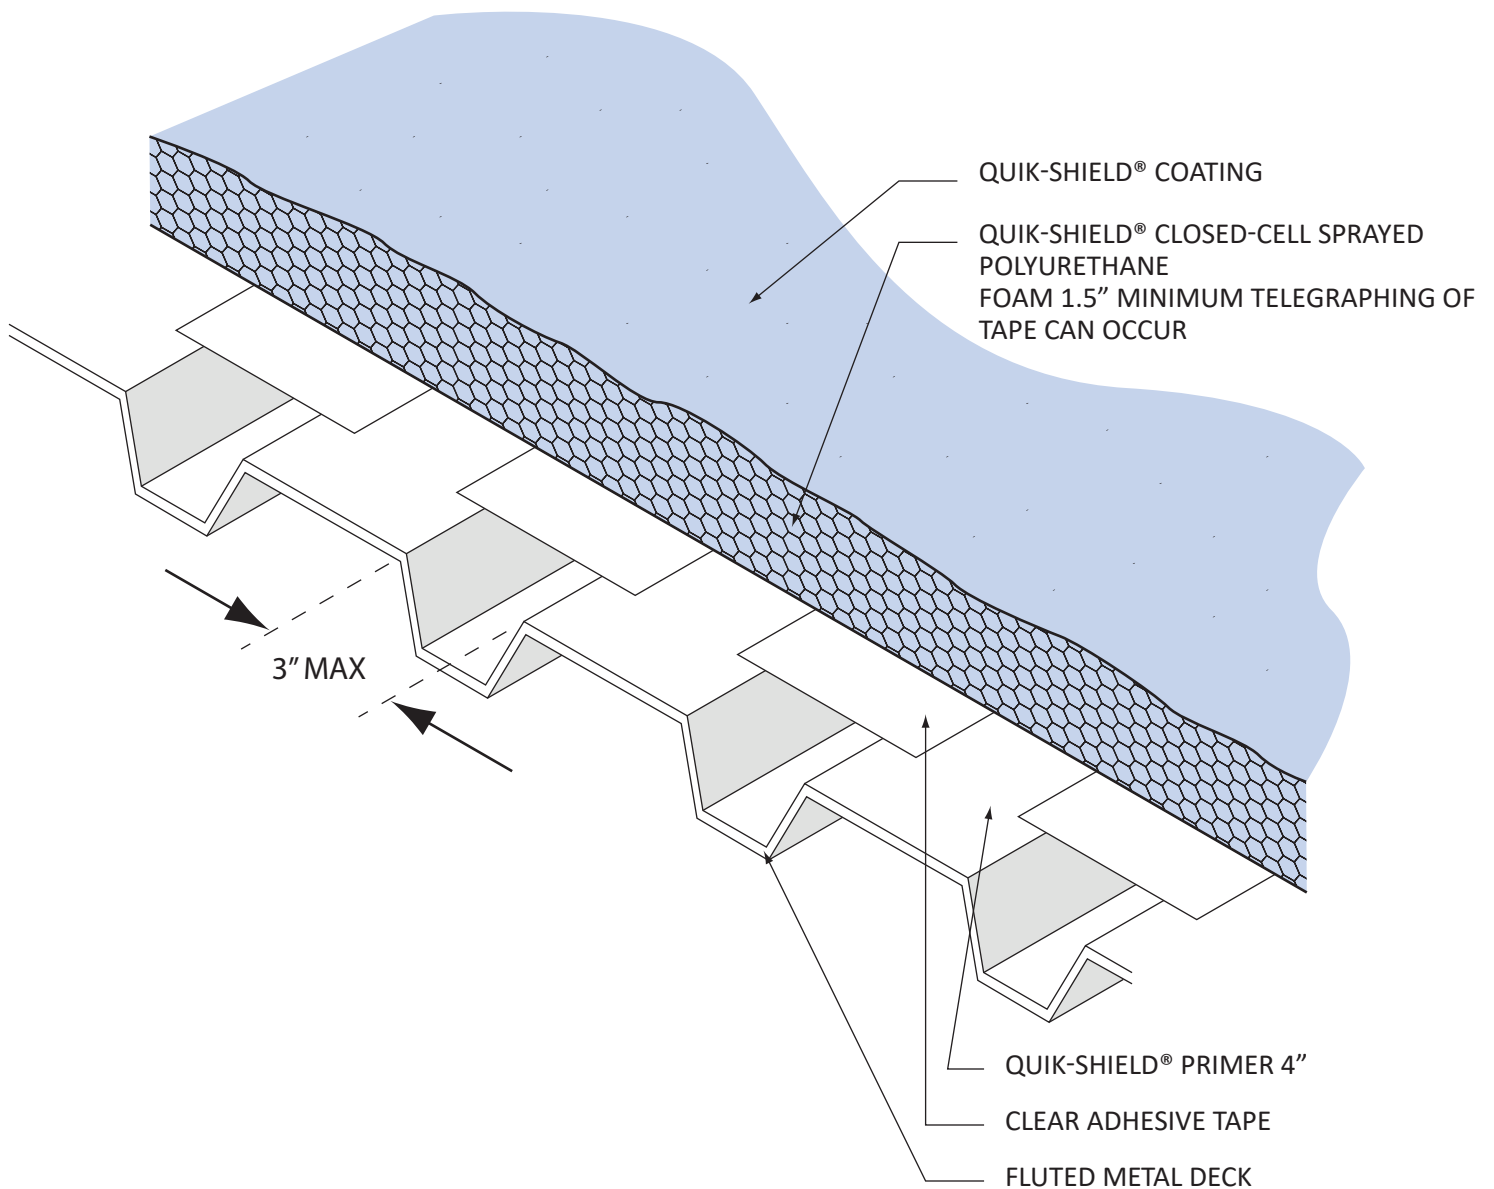 QUIK-SHIELD® COATING
QUIK-SHIELD® CLOSED-CELL SPRAYED
POLYURETHANE
FOAM 1.5” MINIMUM TELEGRAPHING OF
TAPE CAN OCCUR
3” MAX
QUIK-SHIELD® PRIMER 4”
CLEAR ADHESIVE TAPE
FLUTED METAL DECK